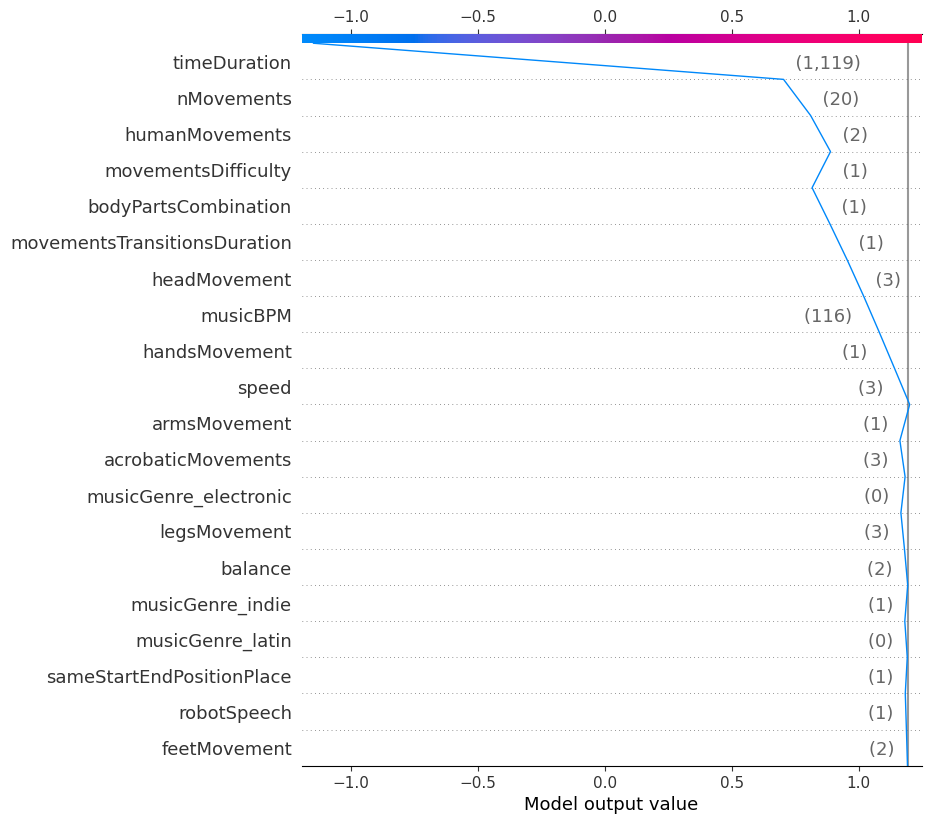 −1.0 −0.5 0.0 0.5 1.0
timeDuration (1,119)
nMovements (20)
humanMovements (2)
movementsDifficulty (1)
bodyPartsCombination (1)
movementsTransitionsDuration (1)
headMovement (3)
musicBPM (116)
handsMovement (1)
speed (3)
armsMovement (1)
acrobaticMovements (3)
musicGenre_electronic (0)
legsMovement (3)
balance (2)
musicGenre_indie (1)
musicGenre_latin (0)
sameStartEndPositionPlace (1)
robotSpeech (1)
feetMovement (2)
−1.0 −0.5 0.0 0.5 1.0
Model output value